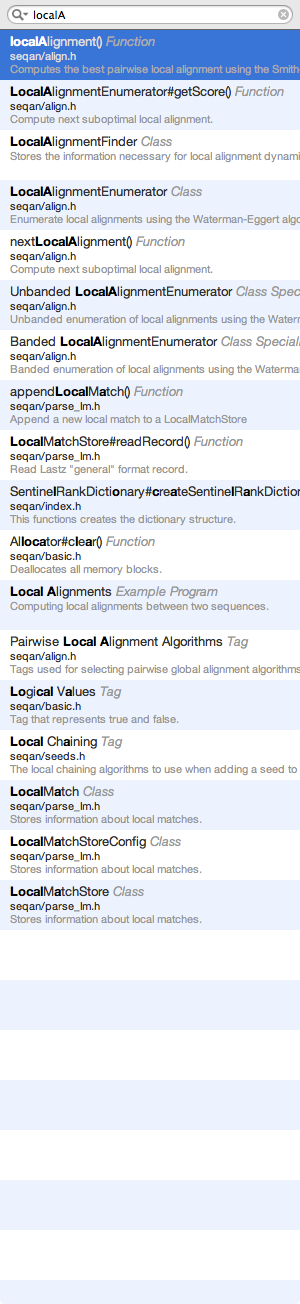 localA
localAlignment() Function
seqan/align.h
Computes the best pairwise local alignment using the Smith
LocalAlignmentEnumerator#getScore() Function
seqan/align.h
Compute next suboptimal local alignment.
LocalAlignmentFinder Class
Stores the information necessary for local alignment dynami
LocalAlignmentEnumerator Class
seqan/align.h
Enumerate local alignments using the Waterman-Eggert algo
nextLocalAlignment() Function
seqan/align.h
Compute next suboptimal local alignment.
Unbanded LocalAlignmentEnumerator Class Spec
seqan/align.h
Unbanded enumeration of local alignments using the Watern
Banded LocalAlignmentEnumerator Class Speciali
seqan/align.h
Banded enumeration of local alignments using the Waterma
appendLocalMatch() Function
seqan/parse_lm.h
Append a new local match to a LocalMatchStore
LocalMatchStore#readRecord() Function
seqan/parse_lm.h
Read Lastz "general" format record.
SentinelRankDictionary#createSentinelRankDiction
seqan/index.h
This functions creates the dictionary structure.
Allocator#clear() Function
seqan/basic.h
Deallocates all memory blocks.
Local Alignments Example Program
Computing local alignments between two sequences.
Pairwise Local Alignment Algorithms Tag
seqan/align.h
Tags used for selecting pairwise global alignment algorithms
Logical Values Tag
seqan/basic.h
Tag that represents true and false.
Local Chaining Tag
seqan/seeds.h
The local chaining algorithms to use when adding a seed to
LocalMatch Class
seqan/parse_lm.h
Stores information about local matches.
LocalMatchStoreConfig Class
seqan/parse_lm.h
Stores information about local matches.
LocalMatchStore Class
seqan/parse_lm.h
Stores information about local matches.